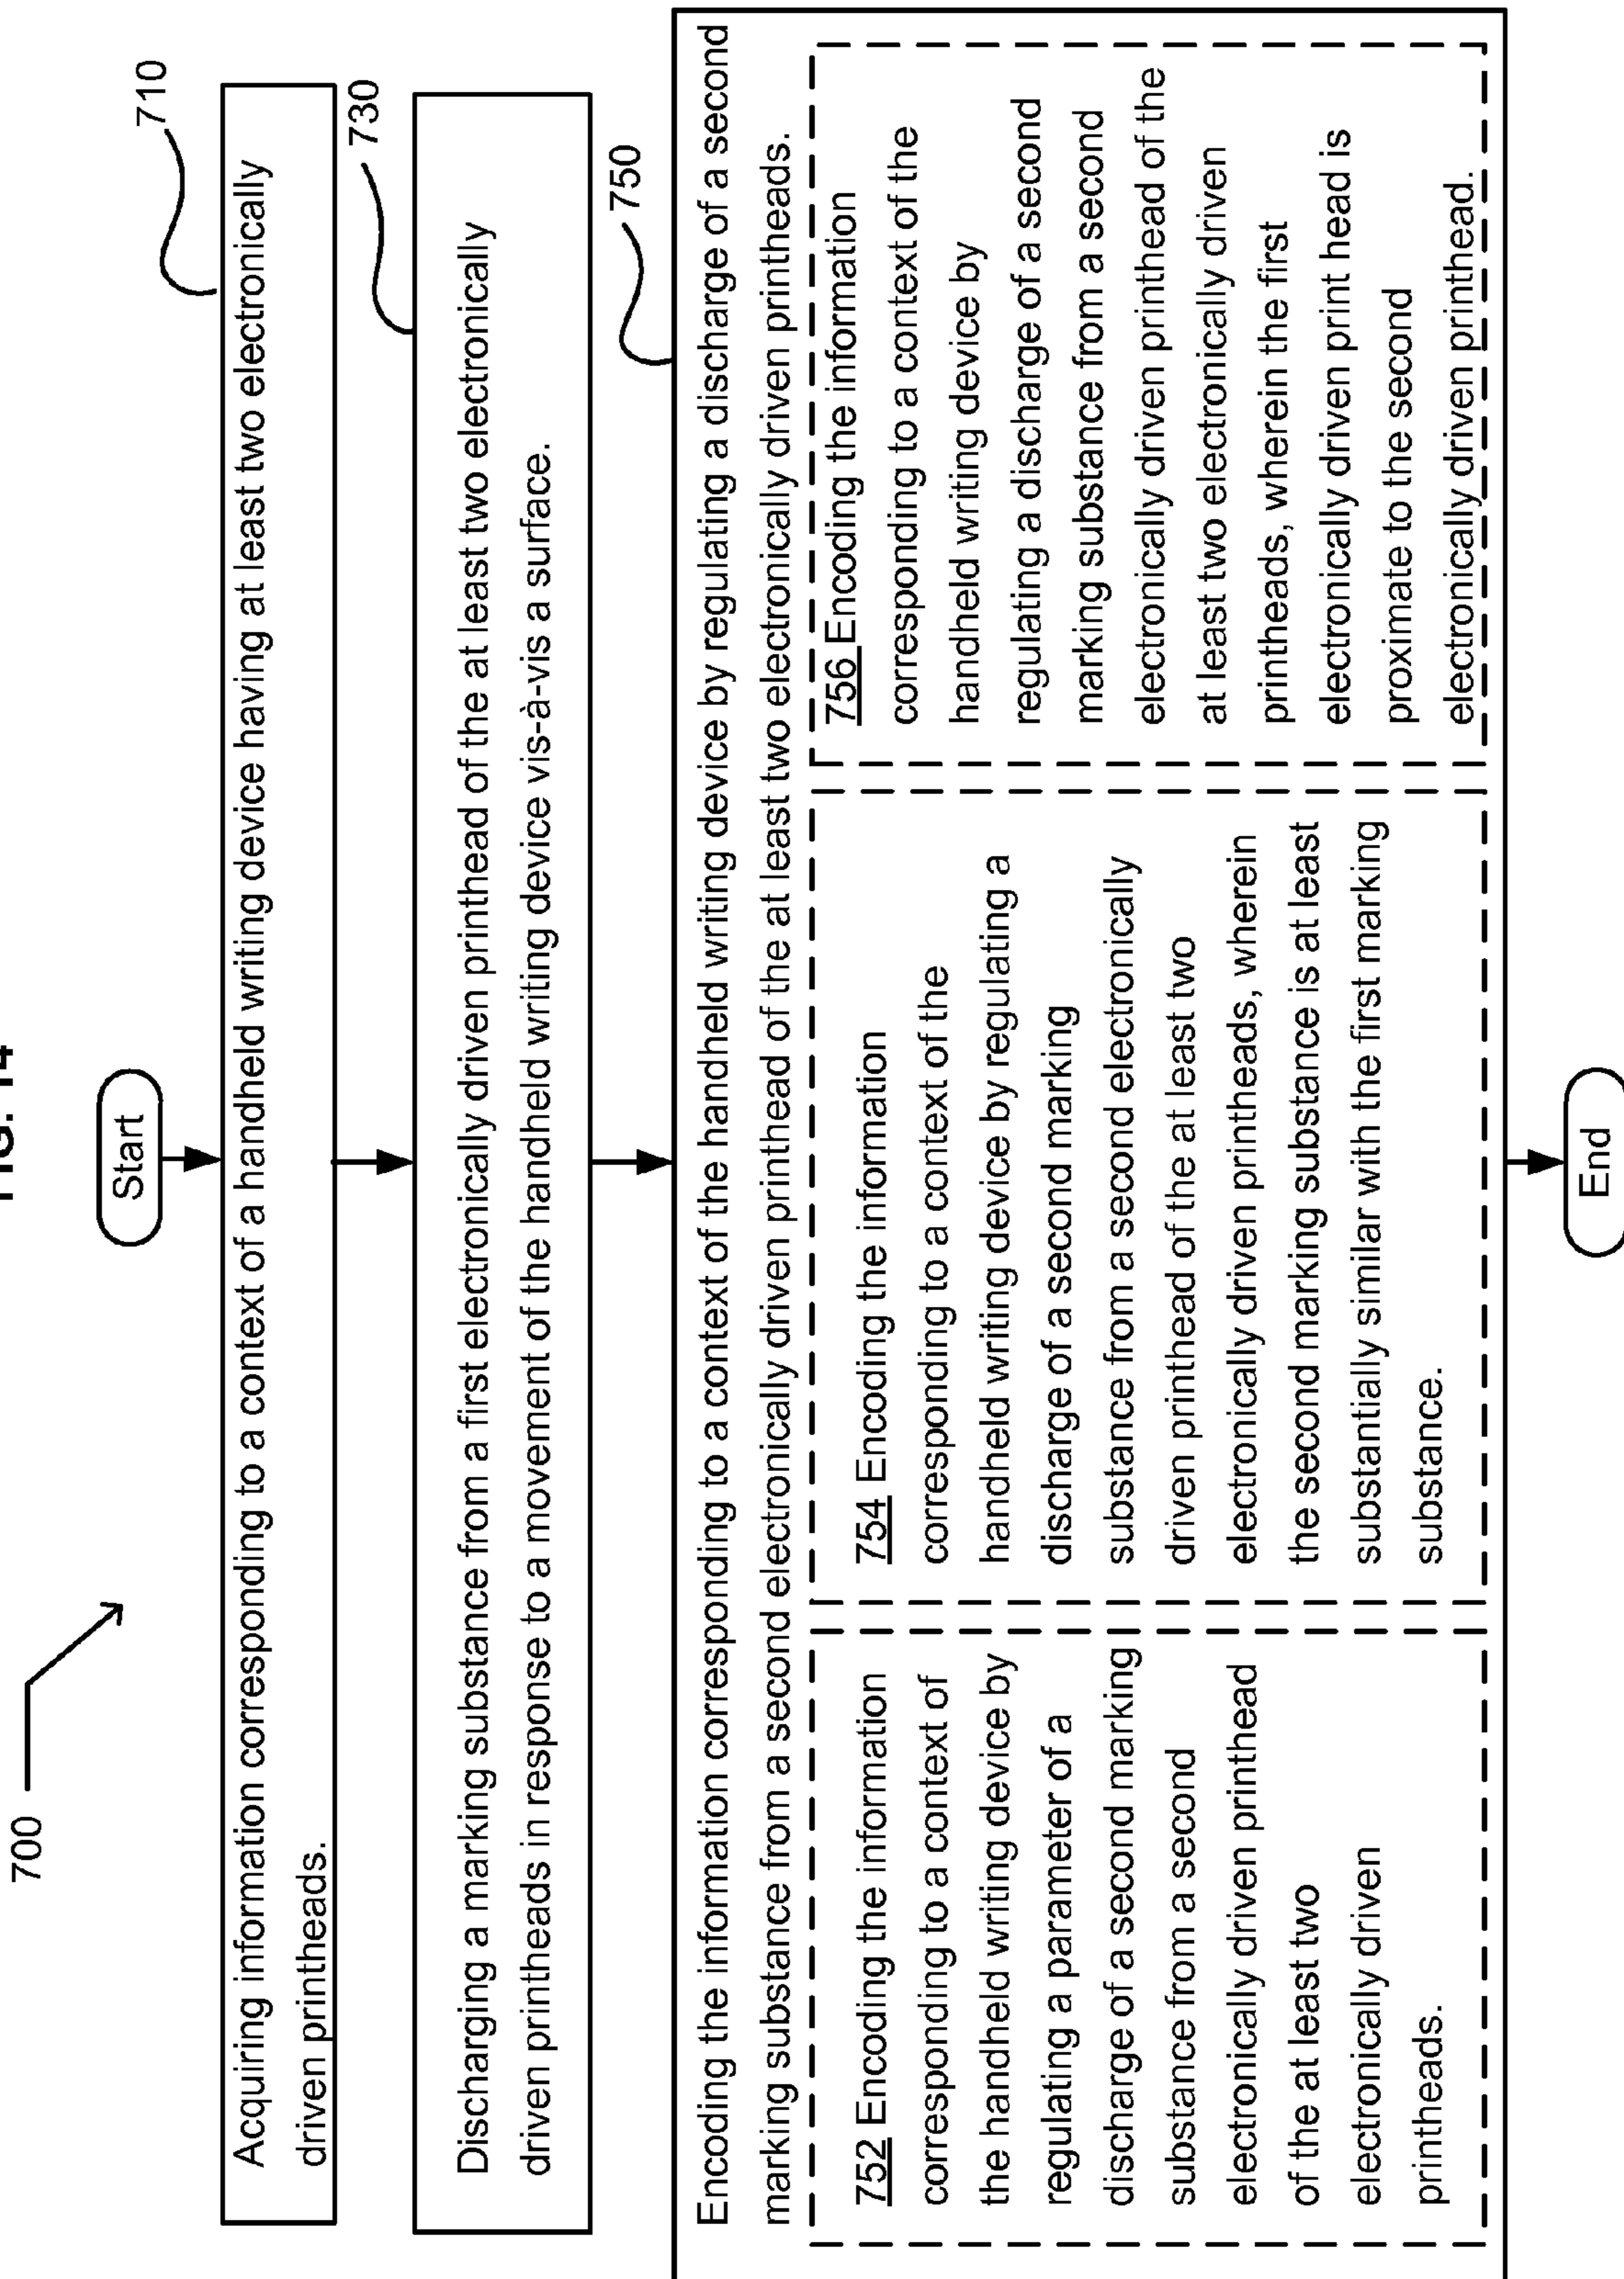 FIG. 14
700
Start
710
Acquiring information corresponding to a context of a handheld writing device having at least two electronically
driven printheads.
730
Discharging a marking substance from a first electronically driven printhead of the at least two electronically
driven printheads in response to a movement of the handheld writing device vis-à-vis a surface.
750
Encoding the information corresponding to a context of the handheld writing device by regulating a discharge of a second
marking substance from a second electronically driven printhead of the at least two electronically driven printheads.
752 Encoding the information
corresponding to a context of
the handheld writing device by
regulating a parameter of a
discharge of a second marking
substance from a second
electronically driven printhead
of the at least two
electronically driven
printheads.
754 Encoding the information
corresponding to a context of the
handheld writing device by regulating a
discharge of a second marking
substance from a second electronically
driven printhead of the at least two
electronically driven printheads, wherein
the second marking substance is at least
substantially similar with the first marking
substance.
756 Encoding the information
corresponding to a context of the
handheld writing device by
regulating a discharge of a second
marking substance from a second
electronically driven printhead of the
at least two electronically driven
printheads, wherein the first
electronically driven print head is
proximate to the second
electronically driven printhead.
End